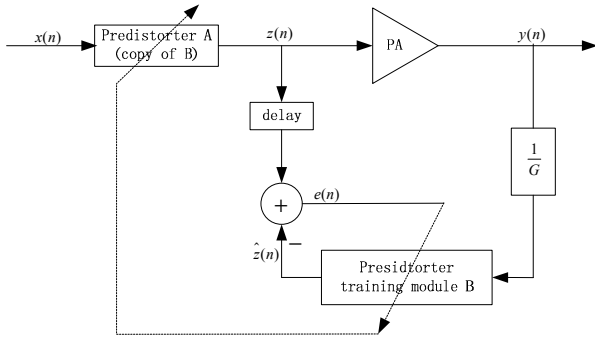 x(n)
Predistorter A
(copy of B)
z(n)
PA
y(n)
delay
1
G
+
e(n)
ẑ(n)
−
Presidtorter
training module B